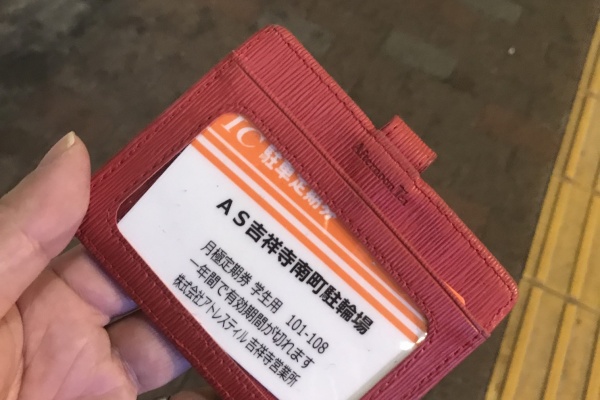 Afternoon Tea
IC 駐車定期券
AS吉祥寺南町駐輪場
月極定期券 学生用 101-108
一年間で有効期間が切れます
株式会社アトレスティル 吉祥寺営業所